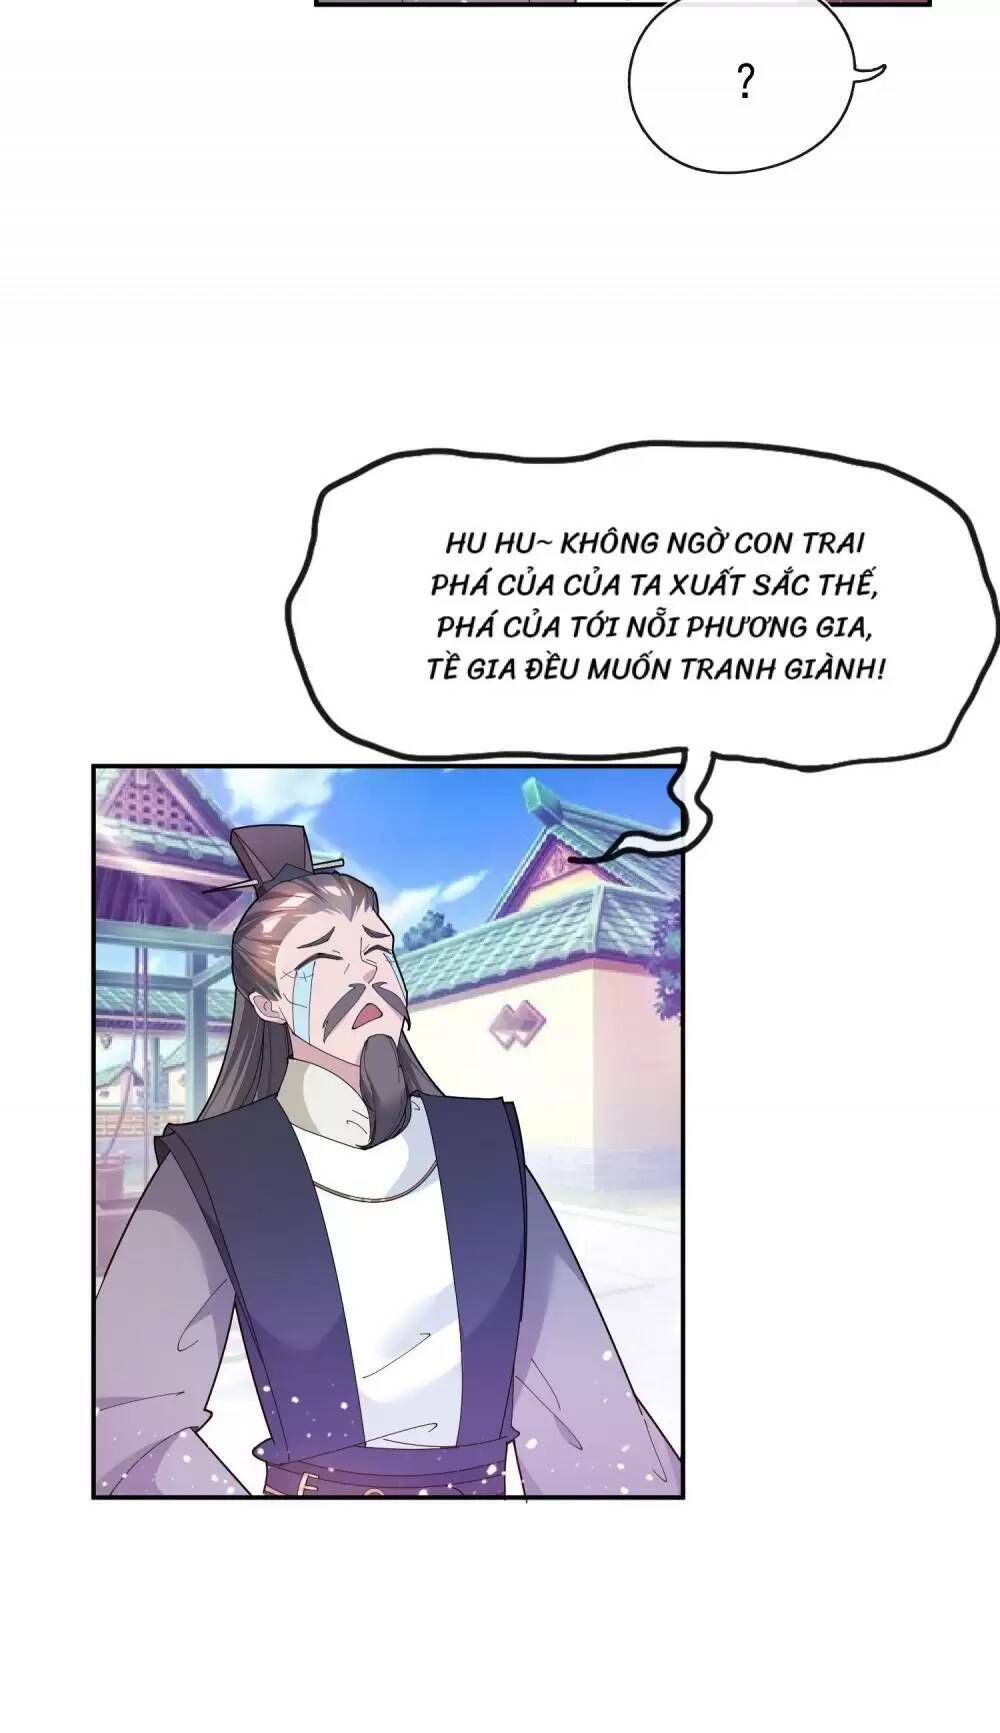 ?
HU HU~ KHÔNG NGỜ CON TRAI
PHÁ CỦA CỦA TA XUẤT SẮC THẾ,
PHÁ CỦA TỚI NỖI PHƯƠNG GIA,
TỀ GIA ĐỀU MUỐN TRANH GIÀNH!